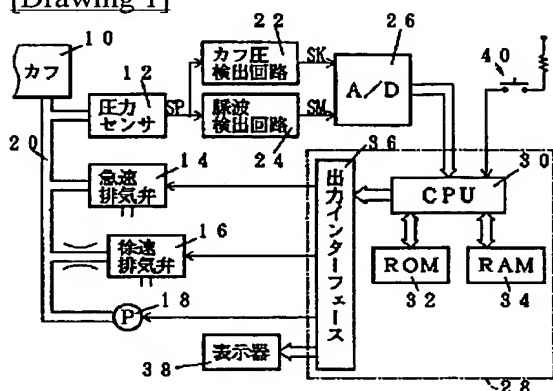 [Drawing 1]
10
22
26
40
カフ
カフ圧
検出回路
SK
A/D
12
圧力
センサ
SP
脈波
検出回路
SM
20
24
36
14
急速
排気弁
出力インターフェース
30
CPU
16
徐速
排気弁
ROM
RAM
32
34
18
P
表示器
38
28